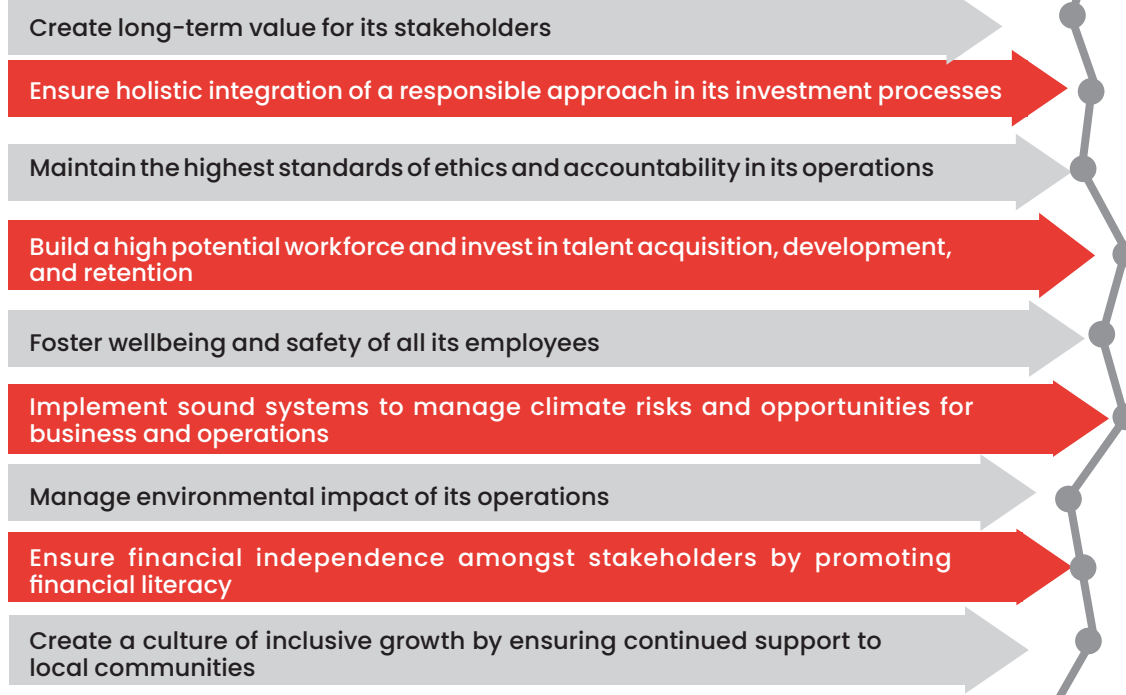 Create long-term value for its stakeholders
Ensure holistic integration of a responsible approach in its investment processes
Maintain the highest standards of ethics and accountability in its operations
Build a high potential workforce and invest in talent acquisition, development,
and retention
Foster wellbeing and safety of all its employees
Implement sound systems to manage climate risks and opportunities for
business and operations
Manage environmental impact of its operations
Ensure financial independence amongst stakeholders by promoting
financial literacy
Create a culture of inclusive growth by ensuring continued support to
local communities